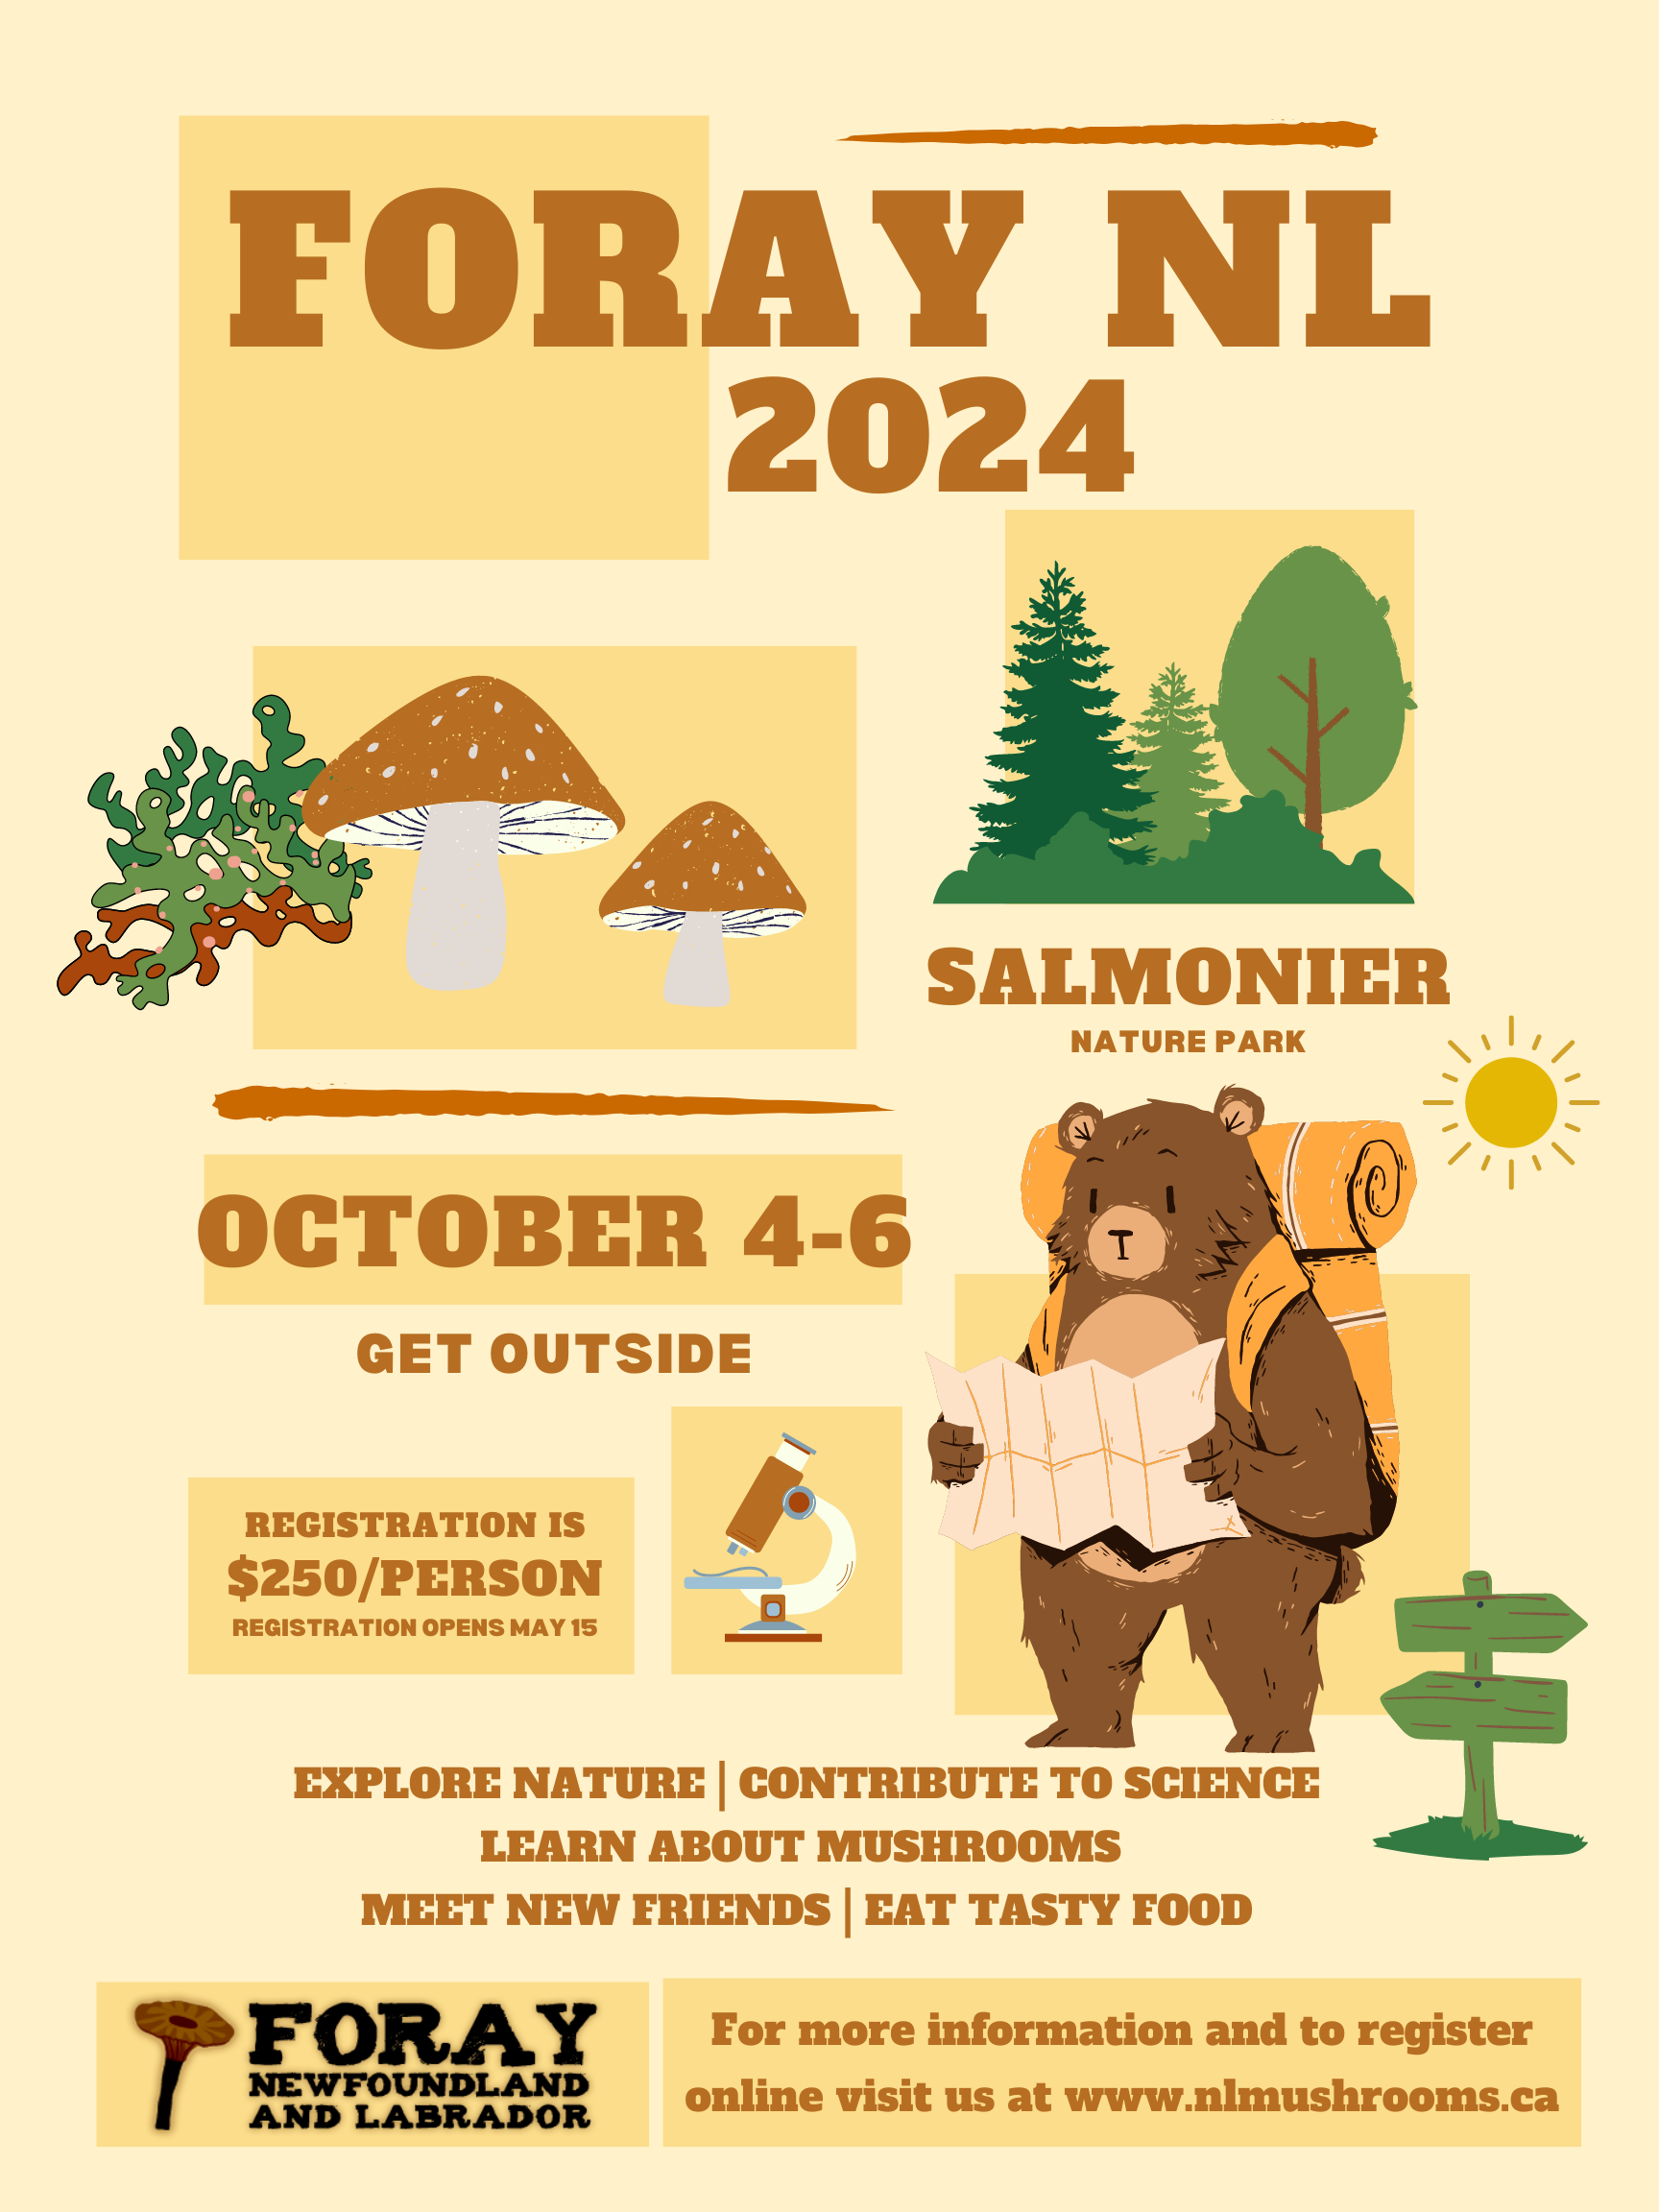 FORAY NL
2024
SALMONIER
NATURE PARK
OCTOBER 4-6
GET OUTSIDE
REGISTRATION IS
$250/PERSON
REGISTRATION OPENS MAY 15
EXPLORE NATURE | CONTRIBUTE TO SCIENCE
LEARN ABOUT MUSHROOMS
MEET NEW FRIENDS | EAT TASTY FOOD
FORAY
NEWFOUNDLAND
AND LABRADOR
For more information and to register
online visit us at www.nlmushrooms.ca